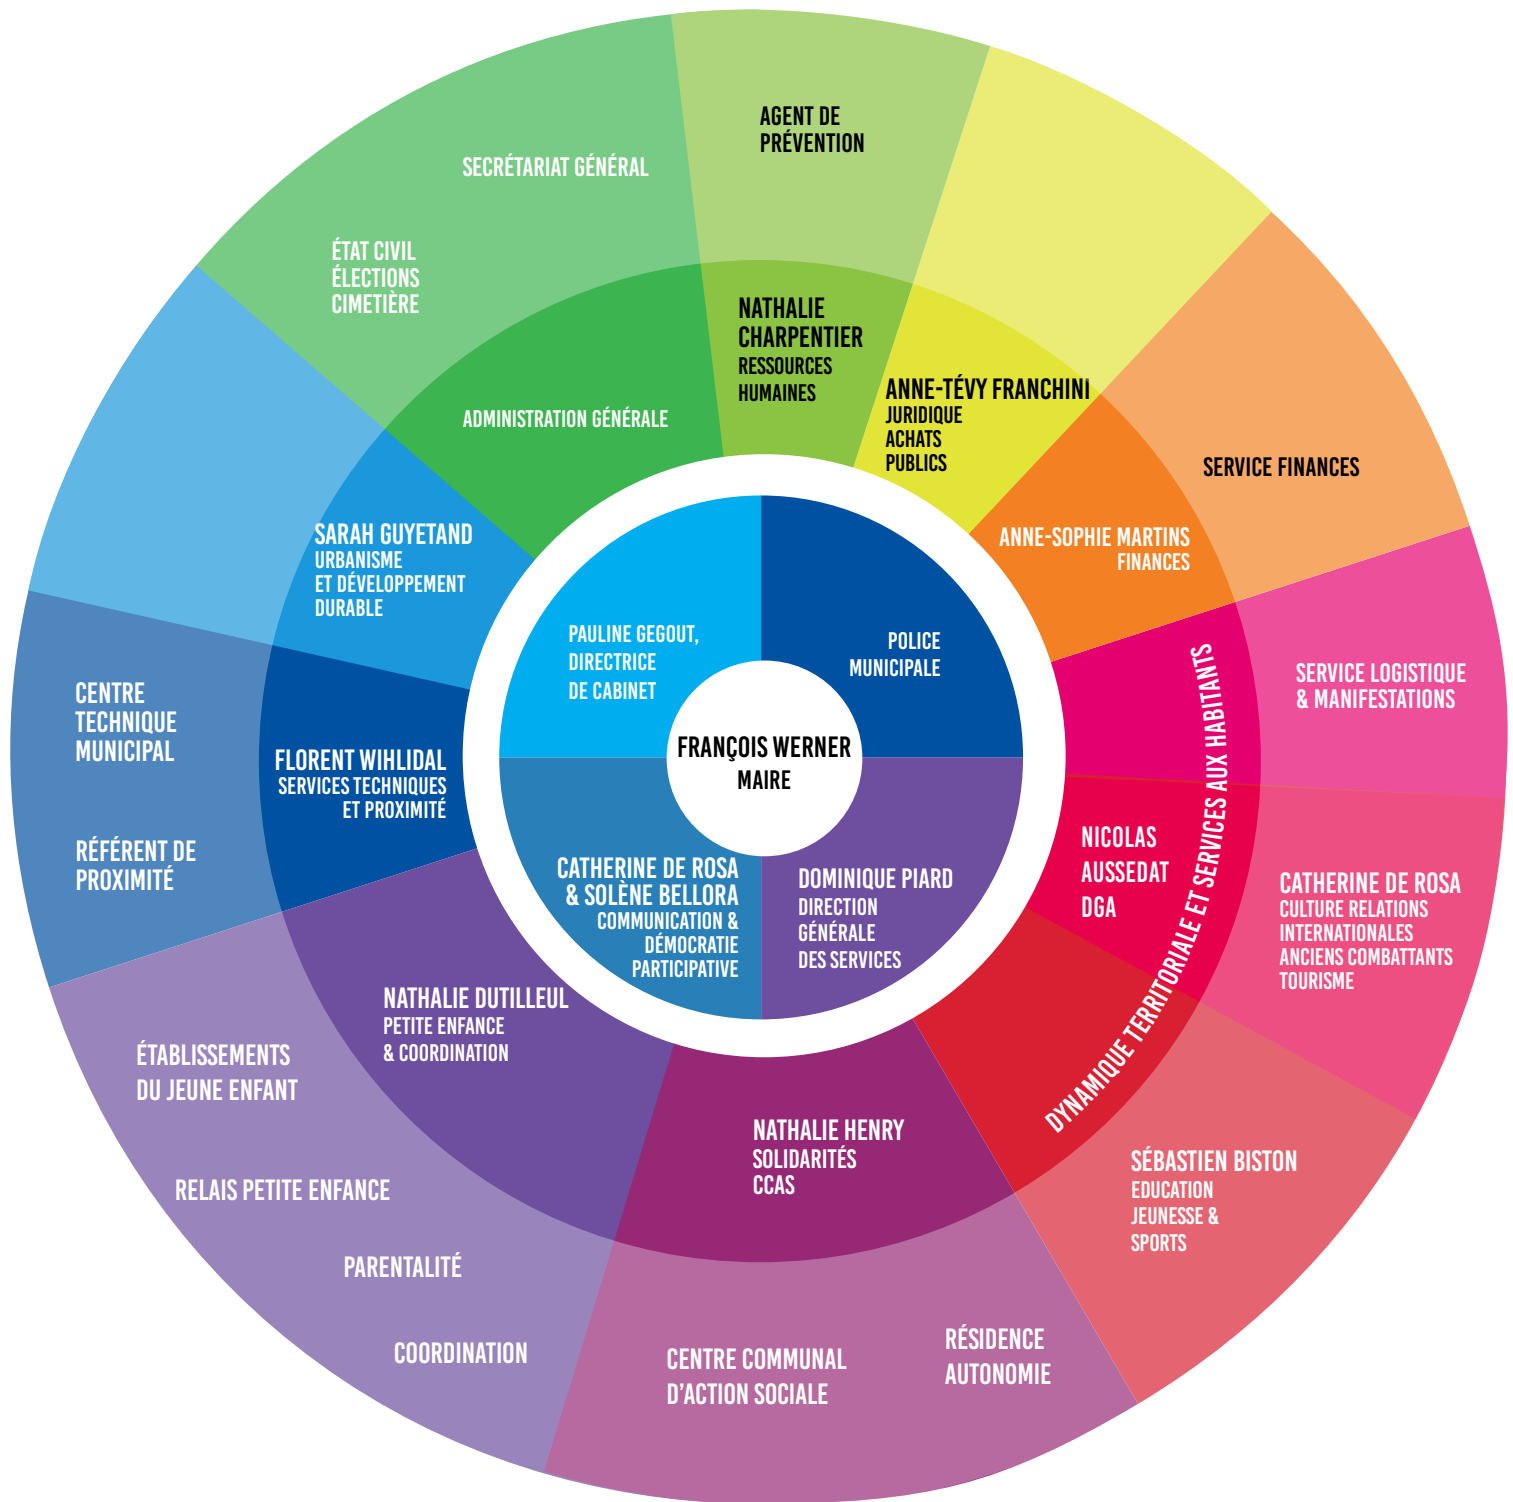 AGENT DE
PRÉVENTION
SECRÉTARIAT GÉNÉRAL
ÉTAT CIVIL
ÉLECTIONS
CIMETIÈRE
NATHALIE
CHARPENTIER
RESSOURCES
HUMAINES
ANNE-TÉVY FRANCHINI
JURIDIQUE
ACHATS
PUBLICS
ADMINISTRATION GÉNÉRALE
SERVICE FINANCES
ANNE-SOPHIE MARTINS
FINANCES
SARAH GUYETAND
URBANISME
ET DÉVELOPPEMENT
DURABLE
PAULINE GEGOUT,
DIRECTRICE
DE CABINET
POLICE
MUNICIPALE
SERVICE LOGISTIQUE
& MANIFESTATIONS
CENTRE
TECHNIQUE
MUNICIPAL
RÉFÉRENT DE
PROXIMITÉ
FLORENT WIHLIDAL
SERVICES TECHNIQUES
ET PROXIMITÉ
FRANÇOIS WERNER
MAIRE
DYNAMIQUE TERRITORIALE ET SERVICES AUX HABITANTS
NICOLAS
AUSSEDAT
DGA
CATHERINE DE ROSA
CULTURE RELATIONS
INTERNATIONALES
ANCIENS COMBATTANTS
TOURISME
CATHERINE DE ROSA
& SOLÈNE BELLORA
COMMUNICATION &
DÉMOCRATIE
PARTICIPATIVE
DOMINIQUE PIARD
DIRECTION
GÉNÉRALE
DES SERVICES
NATHALIE DUTILLEUL
PETITE ENFANCE
& COORDINATION
ÉTABLISSEMENTS
DU JEUNE ENFANT
RELAIS PETITE ENFANCE
PARENTALITÉ
COORDINATION
NATHALIE HENRY
SOLIDARITÉS
CCAS
SÉBASTIEN BISTON
EDUCATION
JEUNESSE &
SPORTS
CENTRE COMMUNAL
D'ACTION SOCIALE
RÉSIDENCE
AUTONOMIE